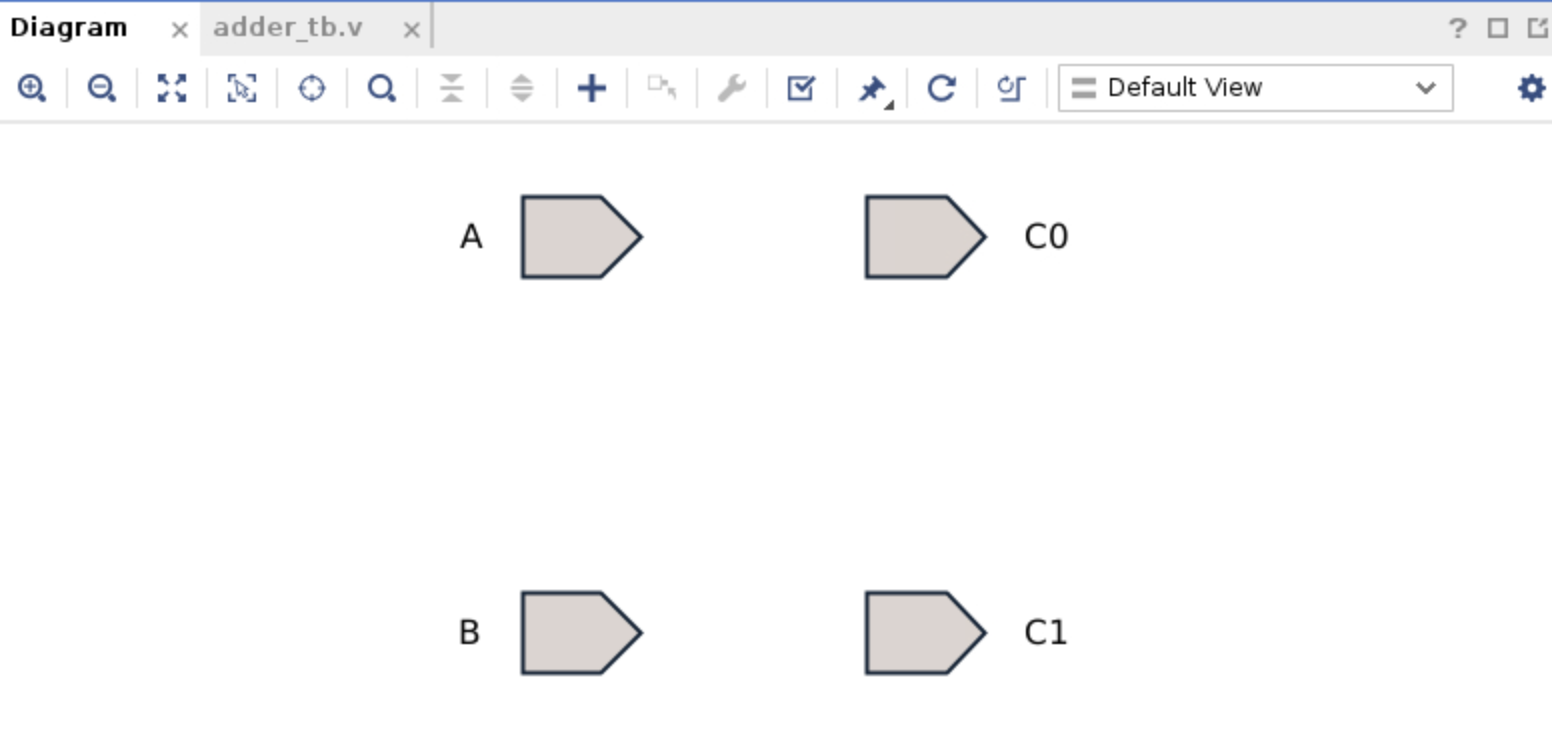 Diagram adder_tb.v ?
Default View
A C0
B C1